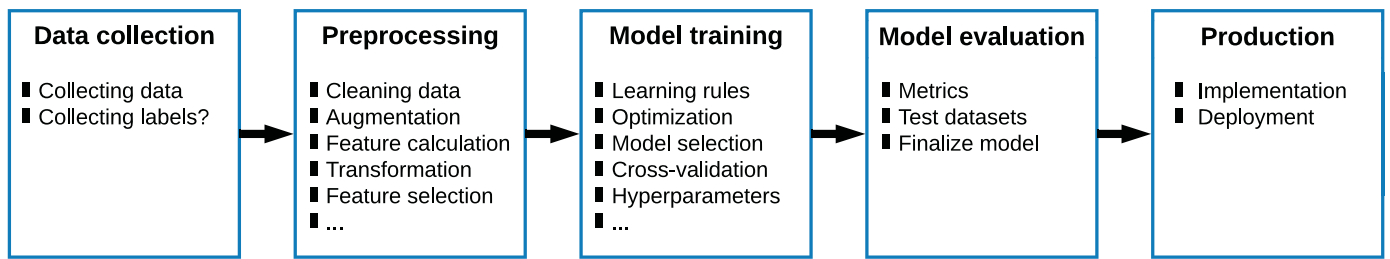 Data collection
Collecting data
Collecting labels?
Preprocessing
Cleaning data
Augmentation
Feature calculation
Transformation
Feature selection
...
Model training
Learning rules
Optimization
Model selection
Cross-validation
Hyperparameters
...
Model evaluation
Metrics
Test datasets
Finalize model
Production
Implementation
Deployment